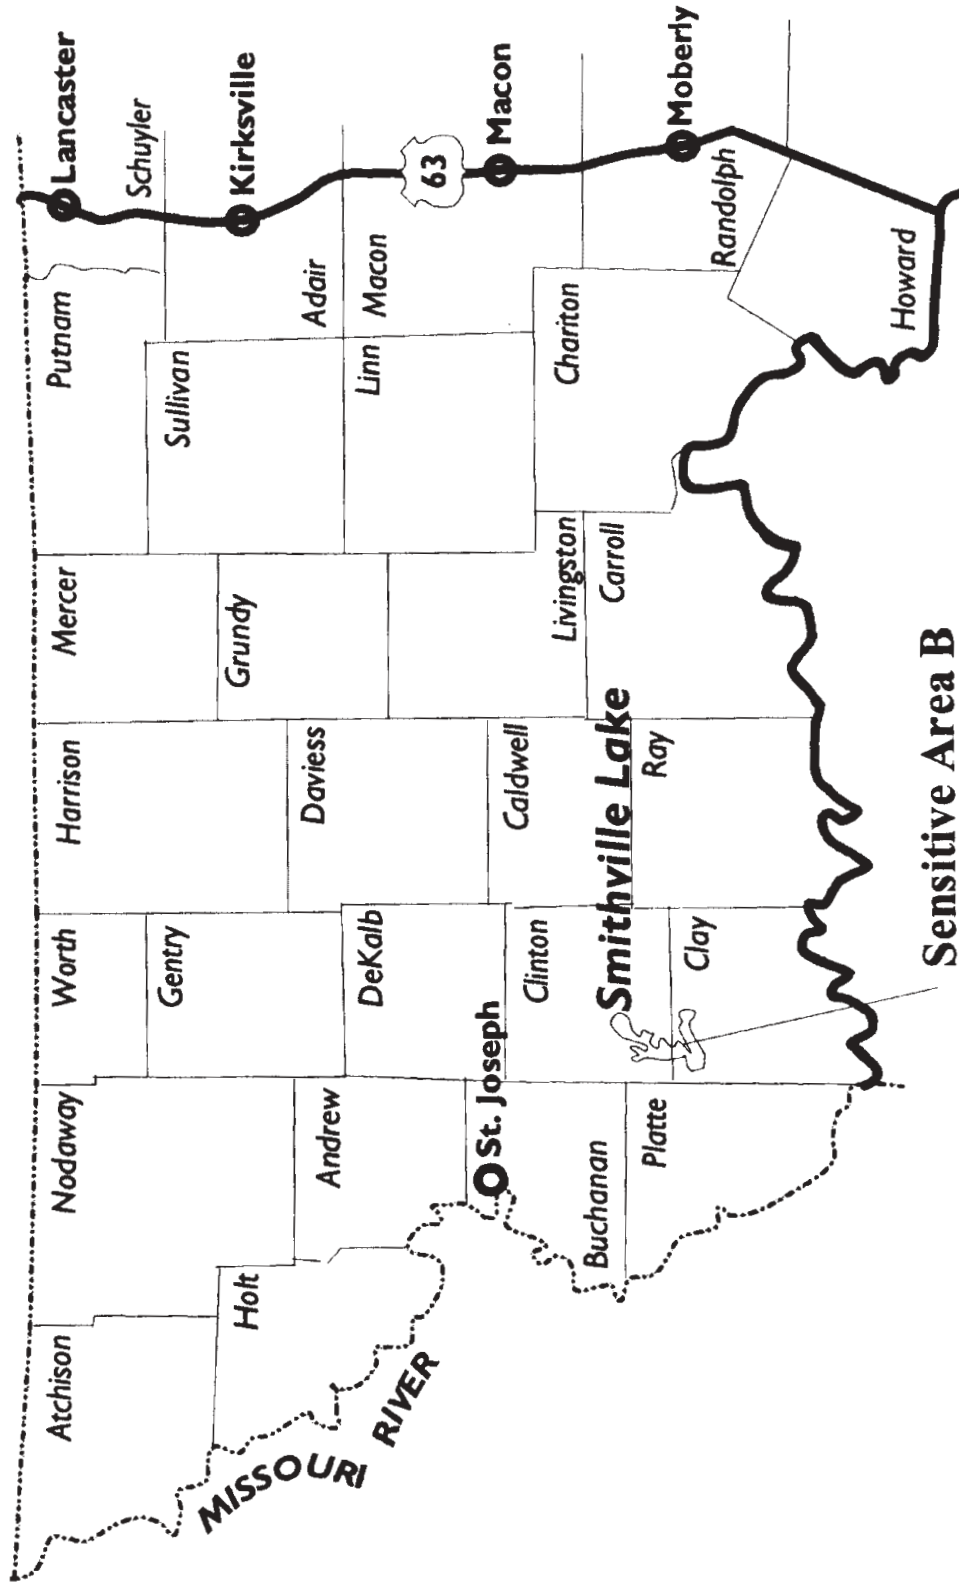 Atchison
Nodaway
Worth
Harrison
Mercer
Putnam
Schuyler
Lancaster
Holt
Gentry
Grundy
Sullivan
Kirksville
Adair
Andrew
DeKalb
Daviess
Linn
Macon
63
Macon
MISSOURI
RIVER
St. Joseph
Clinton
Caldwell
Livingston
Chariton
Buchanan
Smithville Lake
Carroll
Moberly
Platte
Clay
Ray
Randolph
Howard
Sensitive Area B